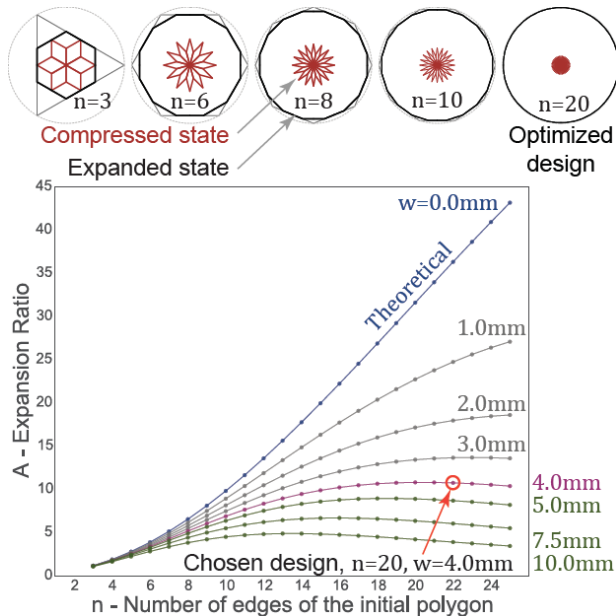 n=3
n=6
n=8
n=10
n=20
Compressed state
Expanded state
Optimized
design
A - Expansion Ratio
45
40
35
30
25
20
15
10
5
1
w=0.0mm
Theoretical
1.0mm
2.0mm
3.0mm
4.0mm
5.0mm
7.5mm
10.0mm
Chosen design, n=20, w=4.0mm
2 4 6 8 10 12 14 16 18 20 22 24
n - Number of edges of the initial polygon